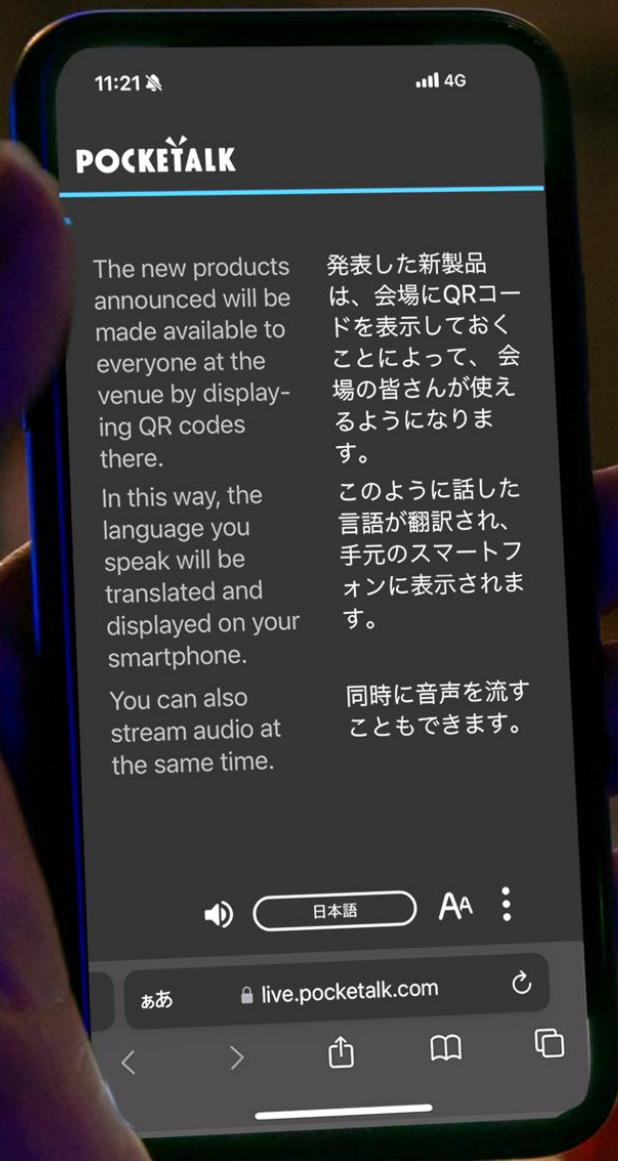 11:21
4G
POCKETALK
The new products
announced will be
made available to
everyone at the
venue by display-
ing QR codes
there.
発表した新製品
は、会場にQRコー
ドを表示しておく
ことによって、 会
場の皆さんが使え
るようになりま
す。
In this way, the
language you
speak will be
translated and
displayed on your
smartphone.
このように話した
言語が翻訳され、
手元のスマートフ
ォンに表示されま
す。
You can also
stream audio at
the same time.
同時に音声を流す
こともできます。
日本語
AA
ぁあ
live.pocketalk.com